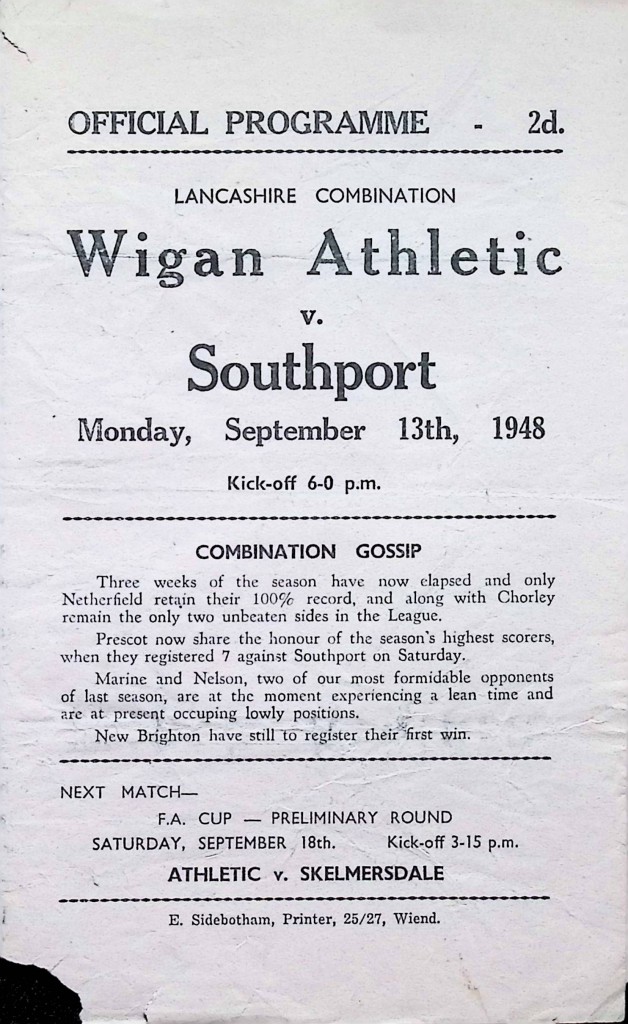 OFFICIAL PROGRAMME - 2d.
LANCASHIRE COMBINATION
Wigan Athletic
v.
Southport
Monday, September 13th, 1948
Kick-off 6-0 p.m.
COMBINATION GOSSIP
Three weeks of the season have now elapsed and only
Netherfield retain their 100% record, and along with Chorley
remain the only two unbeaten sides in the League.
Prescot now share the honour of the season's highest scorers,
when they registered 7 against Southport on Saturday.
Marine and Nelson, two of our most formidable opponents
of last season, are at the moment experiencing a lean time and
are at present occuping lowly positions.
New Brighton have still to register their first win.
NEXT MATCH—
F.A. CUP — PRELIMINARY ROUND
SATURDAY, SEPTEMBER 18th. Kick-off 3-15 p.m.
ATHLETIC v. SKELMERSDALE
E. Sidebotham, Printer, 25/27, Wiend.